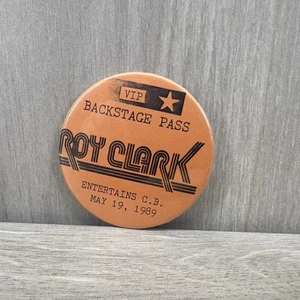 VIP
BACKSTAGE PASS
ROY CLARK
ENTERTAINS C.B.
MAY 19, 1989